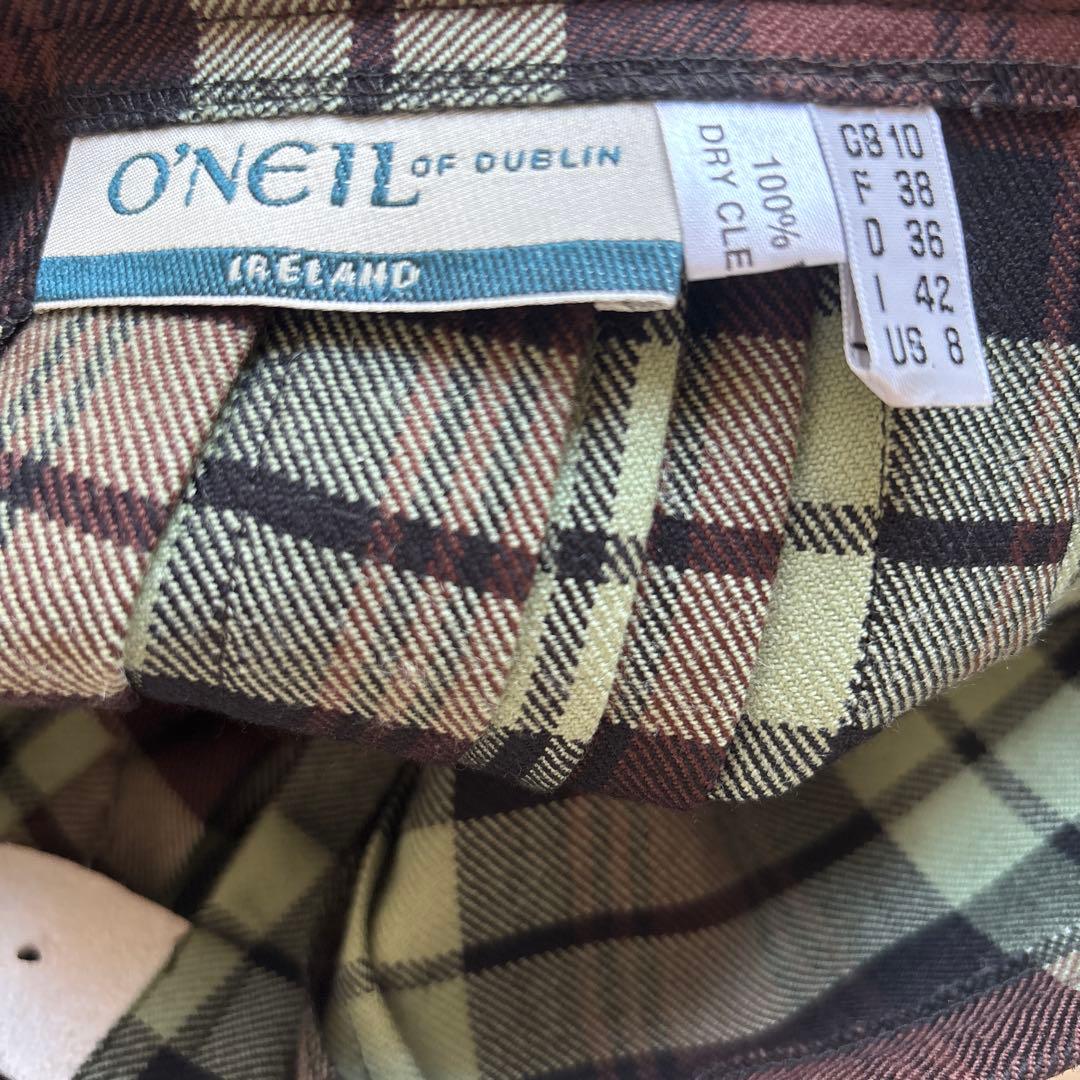 O'NEIL OF DUBLIN
IRELAND
100%
DRY CLE
GB 10
F 38
D 36
I 42
US 8